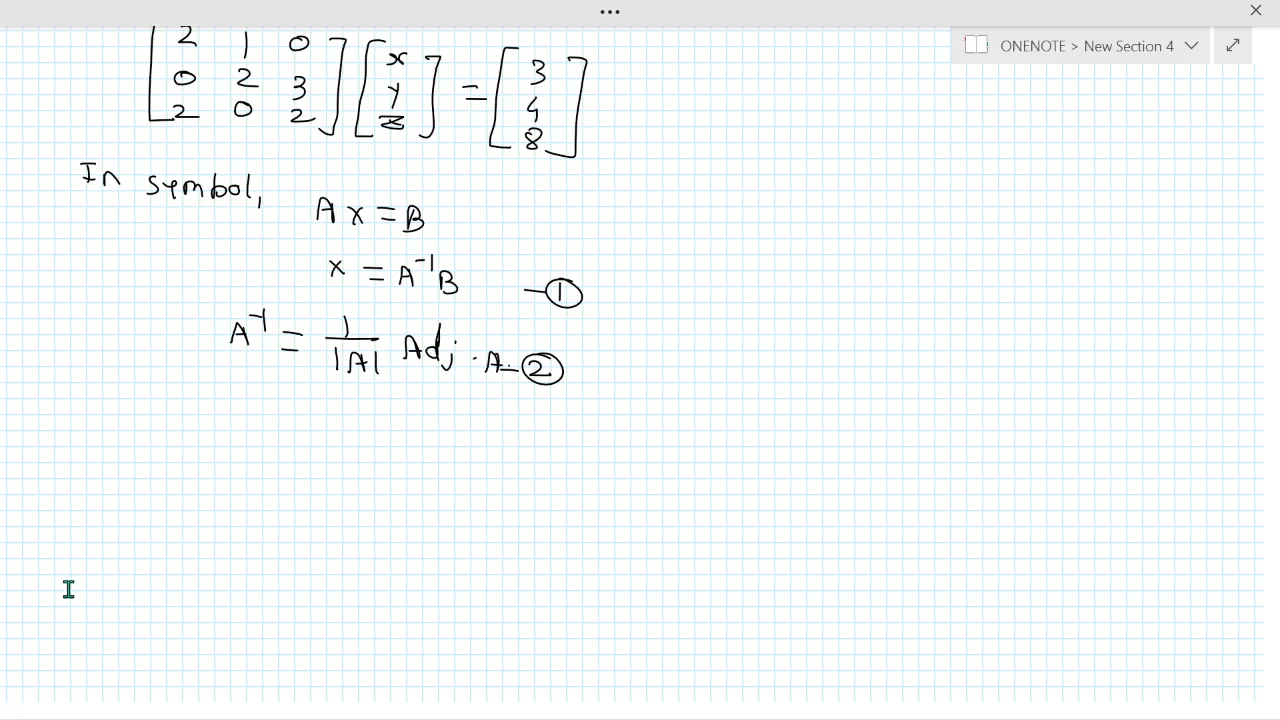 ONENOTE > New Section 4
2 1 0 x 3
0 2 3 y = 4
2 0 2 z 8
In symbol,
Ax = B
x = A⁻¹B —①
A⁻¹ = 1/|A| Adj·A —②